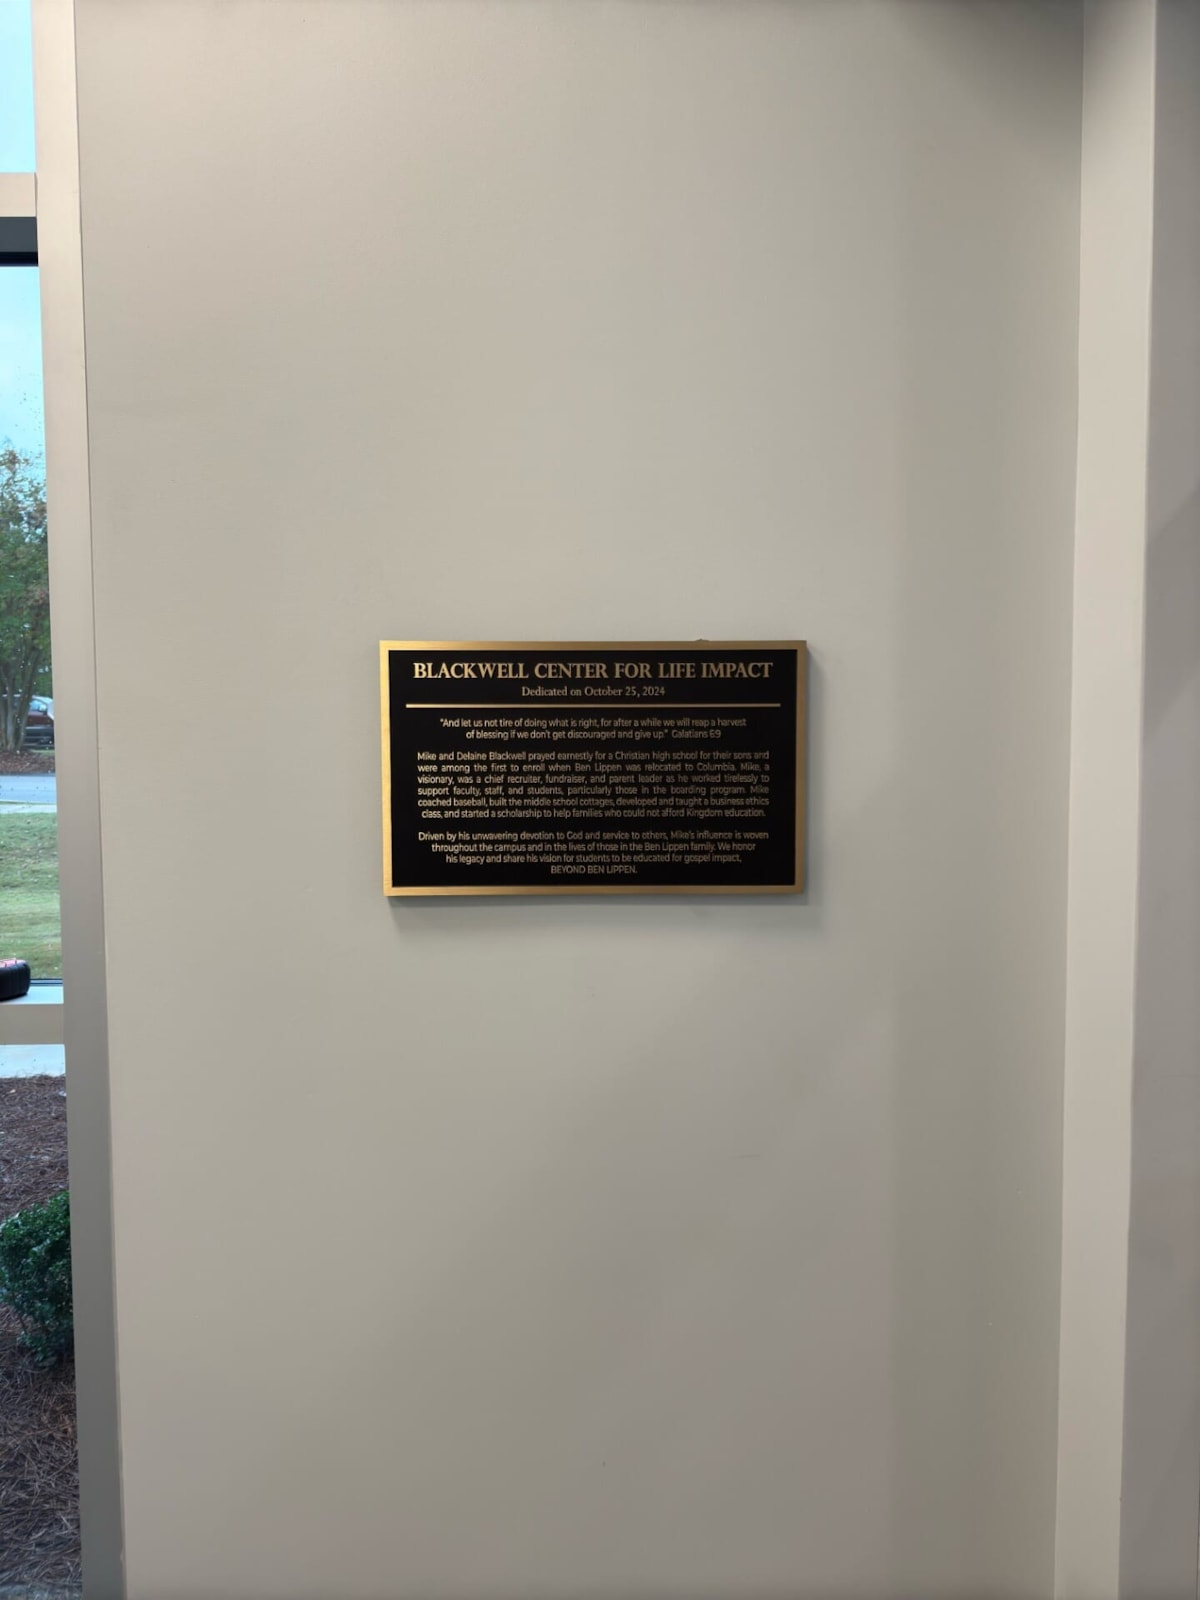 BLACKWELL CENTER FOR LIFE IMPACT
Dedicated on October 25, 2024
"And let us not tire of doing what is right, for after a while we will reap a harvest
of blessing if we don't get discouraged and give up." Galatians 6:9
Mike and Delaine Blackwell prayed earnestly for a Christian high school for their sons and
were among the first to enroll when Ben Lippen was relocated to Columbia. Mike, a
visionary, was a chief recruiter, fundraiser, and parent leader as he worked tirelessly to
support faculty, staff, and students, particularly those in the boarding program. Mike
coached baseball, built the middle school cottages, developed and taught a business ethics
class, and started a scholarship to help families who could not afford Kingdom education.
Driven by his unwavering devotion to God and service to others, Mike's influence is woven
throughout the campus and in the lives of those in the Ben Lippen family. We honor
his legacy and share his vision for students to be educated for gospel impact,
BEYOND BEN LIPPEN.